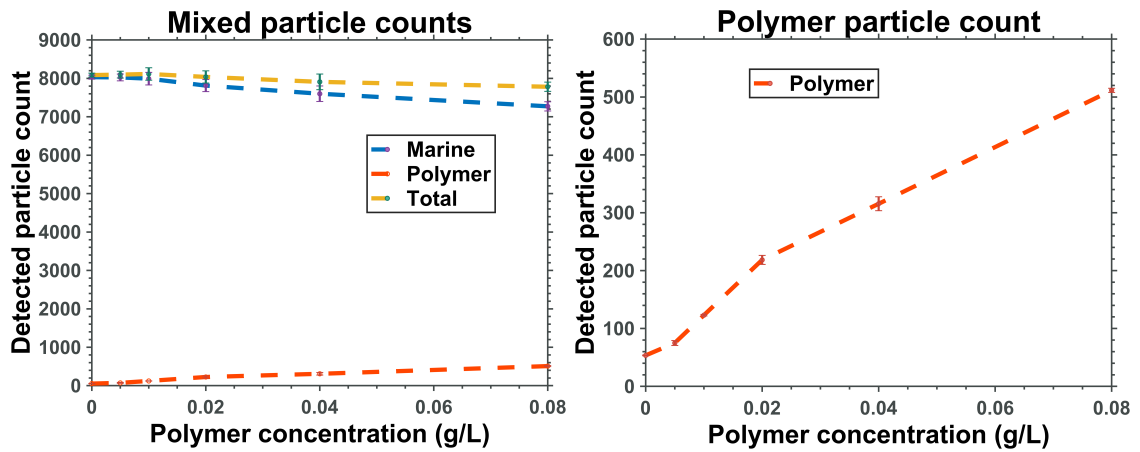 Mixed particle counts
9000
8000
7000
6000
5000
4000
3000
2000
1000
0
Detected particle count
Marine
Polymer
Total
0 0.02 0.04 0.06 0.08
Polymer concentration (g/L)
Polymer particle count
600
500
400
300
200
100
0
Detected particle count
Polymer
0 0.02 0.04 0.06 0.08
Polymer concentration (g/L)